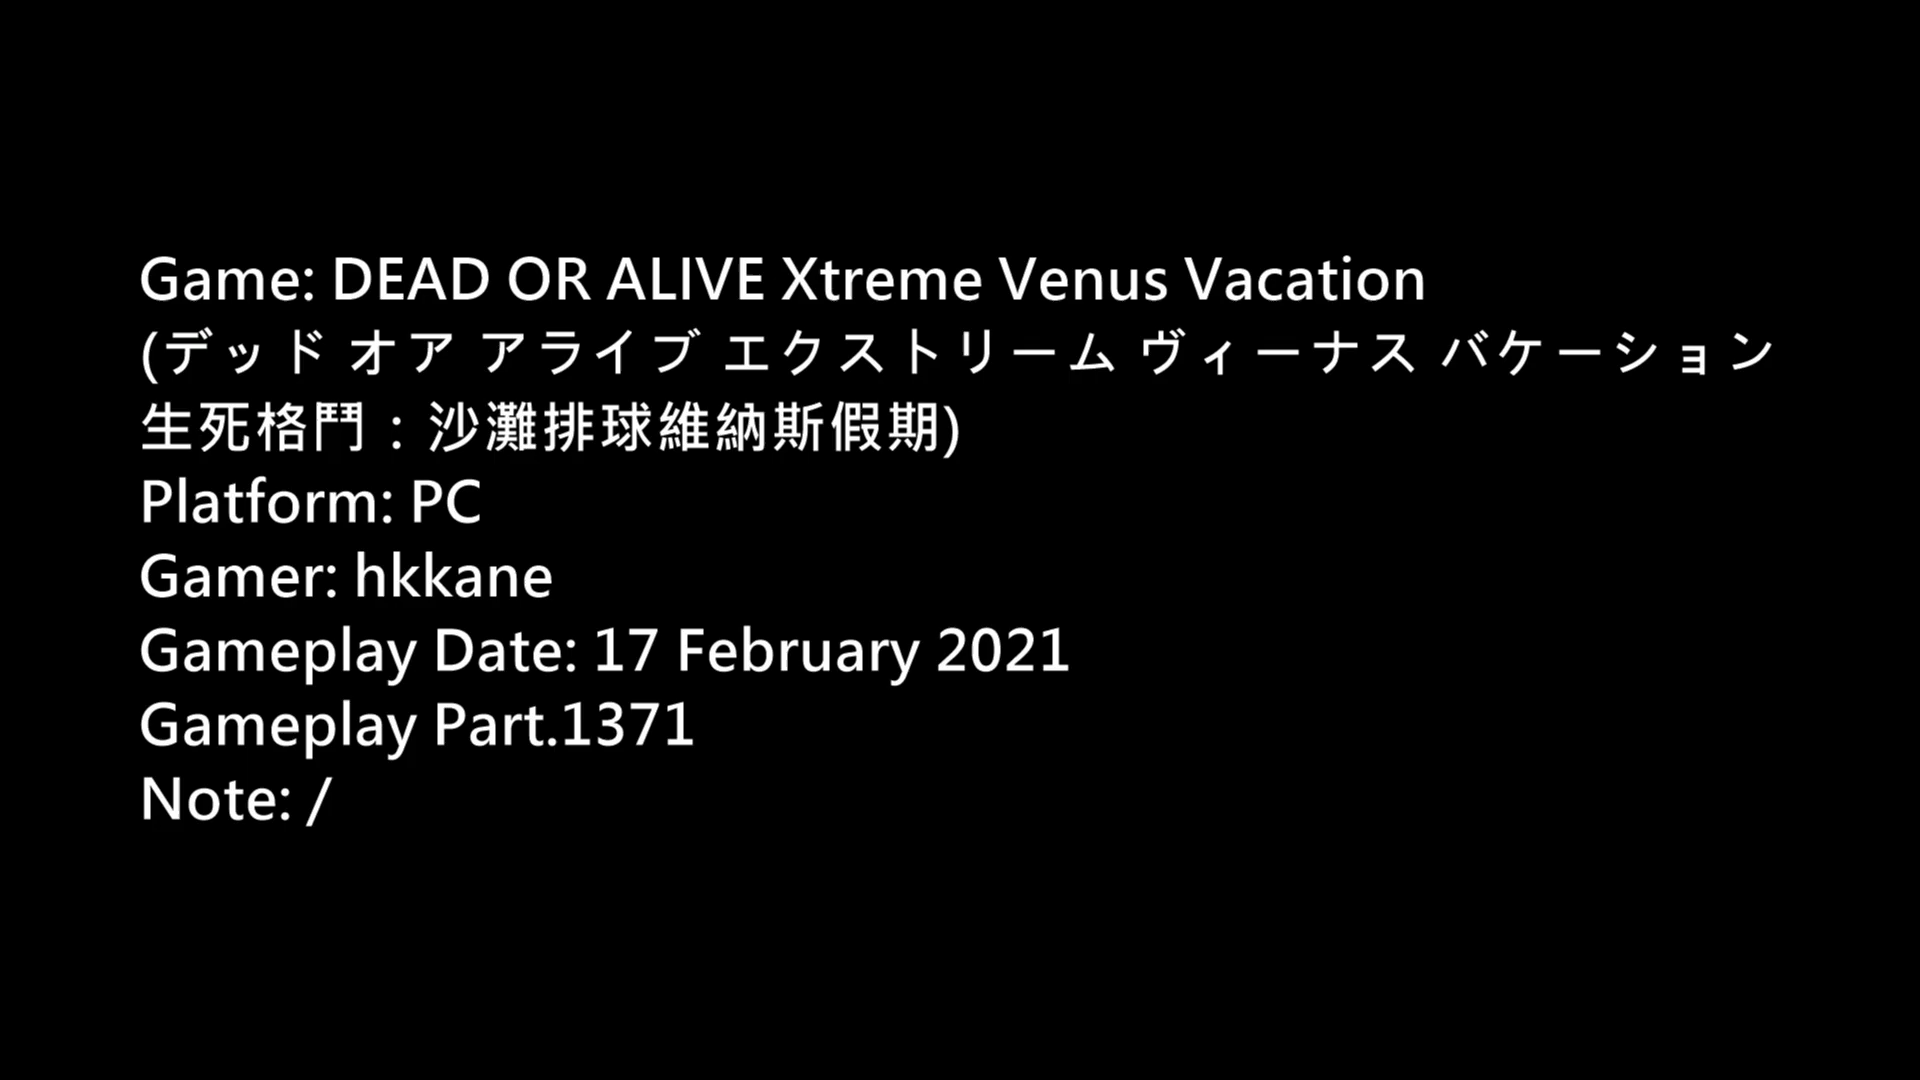 Game: DEAD OR ALIVE Xtreme Venus Vacation
(デッド オア アライブ エクストリーム ヴィーナス バケーション
生死格鬥：沙灘排球維納斯假期)
Platform: PC
Gamer: hkkane
Gameplay Date: 17 February 2021
Gameplay Part.1371
Note: /